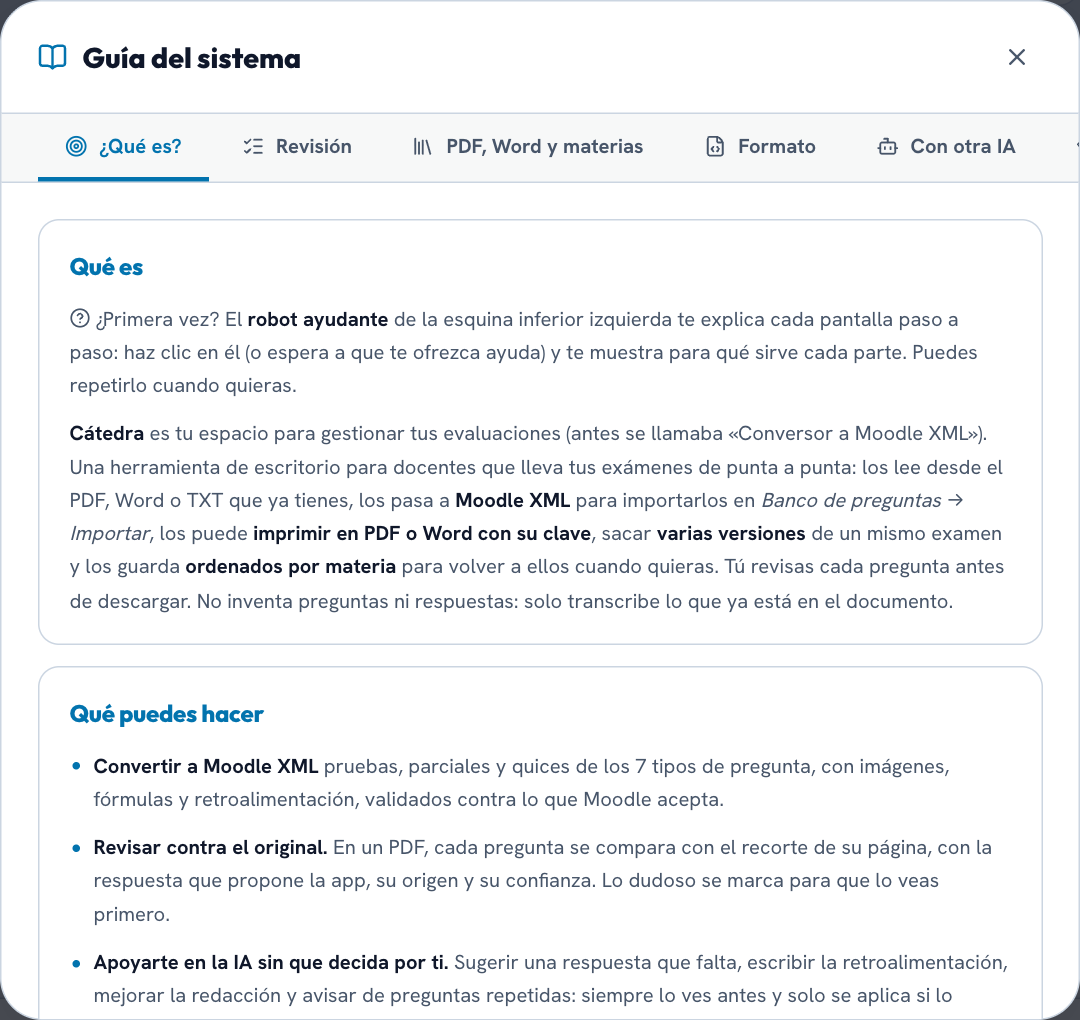 Guía del sistema
¿Qué es?
Revisión
PDF, Word y materias
Formato
Con otra IA
Qué es
¿Primera vez? El robot ayudante de la esquina inferior izquierda te explica cada pantalla paso a
paso: haz clic en él (o espera a que te ofrezca ayuda) y te muestra para qué sirve cada parte. Puedes
repetirlo cuando quieras.
Cátedra es tu espacio para gestionar tus evaluaciones (antes se llamaba «Conversor a Moodle XML»).
Una herramienta de escritorio para docentes que lleva tus exámenes de punta a punta: los lee desde el
PDF, Word o TXT que ya tienes, los pasa a Moodle XML para importarlos en Banco de preguntas →
Importar, los puede imprimir en PDF o Word con su clave, sacar varias versiones de un mismo examen
y los guarda ordenados por materia para volver a ellos cuando quieras. Tú revisas cada pregunta antes
de descargar. No inventa preguntas ni respuestas: solo transcribe lo que ya está en el documento.
Qué puedes hacer
• Convertir a Moodle XML pruebas, parciales y quices de los 7 tipos de pregunta, con imágenes,
fórmulas y retroalimentación, validados contra lo que Moodle acepta.
• Revisar contra el original. En un PDF, cada pregunta se compara con el recorte de su página, con la
respuesta que propone la app, su origen y su confianza. Lo dudoso se marca para que lo veas
primero.
• Apoyarte en la IA sin que decida por ti. Sugerir una respuesta que falta, escribir la retroalimentación,
mejorar la redacción y avisar de preguntas repetidas: siempre lo ves antes y solo se aplica si lo